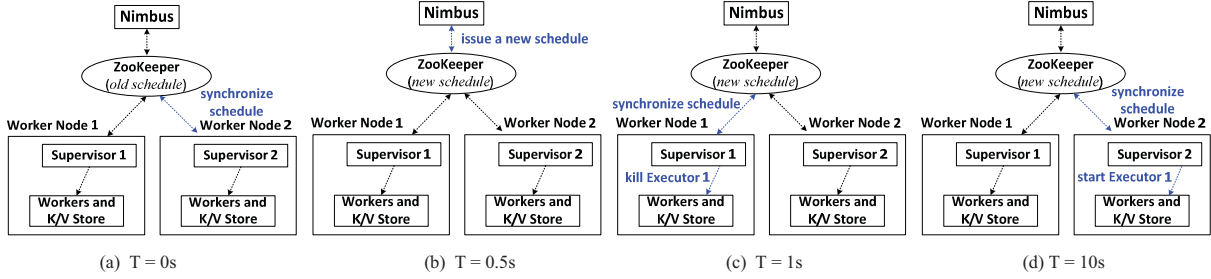 Nimbus
ZooKeeper
(old schedule)
synchronize
schedule
Worker Node 1
Worker Node 2
Supervisor 1
Supervisor 2
Workers and
K/V Store
Workers and
K/V Store
(a) T = 0s
Nimbus
issue a new schedule
ZooKeeper
(new schedule)
Worker Node 1
Worker Node 2
Supervisor 1
Supervisor 2
Workers and
K/V Store
Workers and
K/V Store
(b) T = 0.5s
Nimbus
ZooKeeper
(new schedule)
synchronize schedule
Worker Node 1
Worker Node 2
Supervisor 1
Supervisor 2
kill Executor 1
Workers and
K/V Store
Workers and
K/V Store
(c) T = 1s
Nimbus
ZooKeeper
(new schedule)
synchronize
schedule
Worker Node 1
Worker Node 2
Supervisor 1
Supervisor 2
start Executor 1
Workers and
K/V Store
Workers and
K/V Store
(d) T = 10s